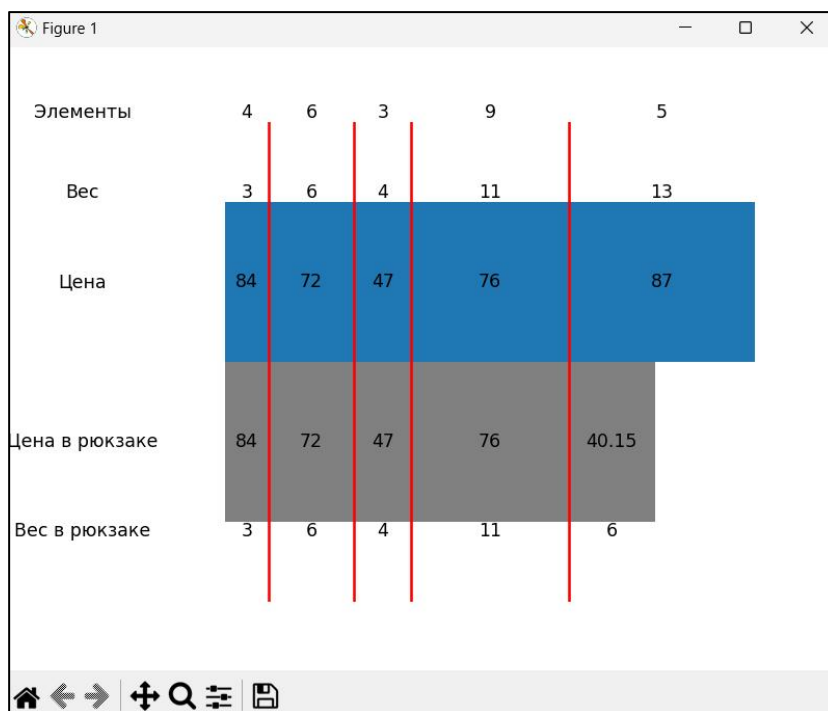 Figure 1
Элементы 4 6 3 9 5
Вес 3 6 4 11 13
Цена 84 72 47 76 87
Цена в рюкзаке 84 72 47 76 40.15
Вес в рюкзаке 3 6 4 11 6